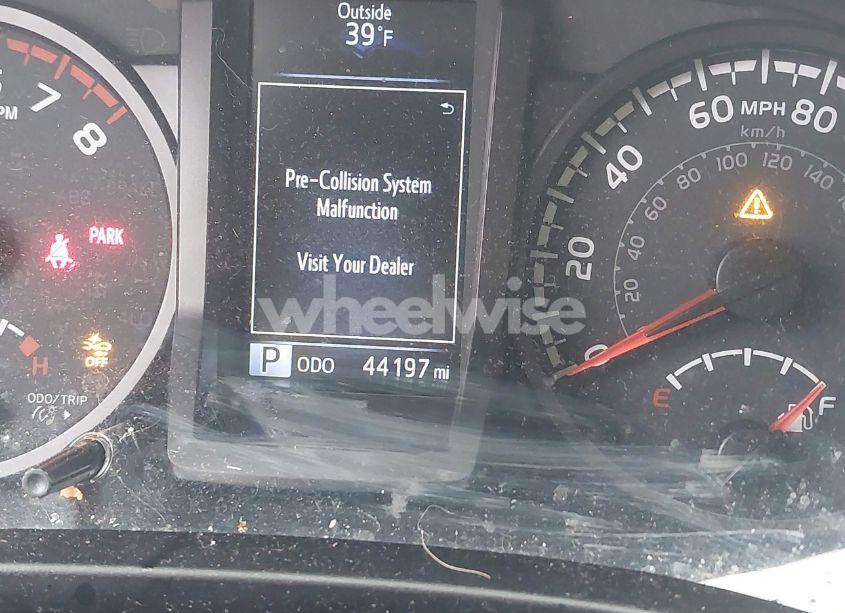 Outside
39°F
Pre-Collision System
Malfunction
Visit Your Dealer
P ODO 44197 mi
7
8
PARK
OFF
H
ODO/TRIP
0
20
40
60
MPH
80
km/h
20
40
60
80
100
120
140
E
F
wheelwise